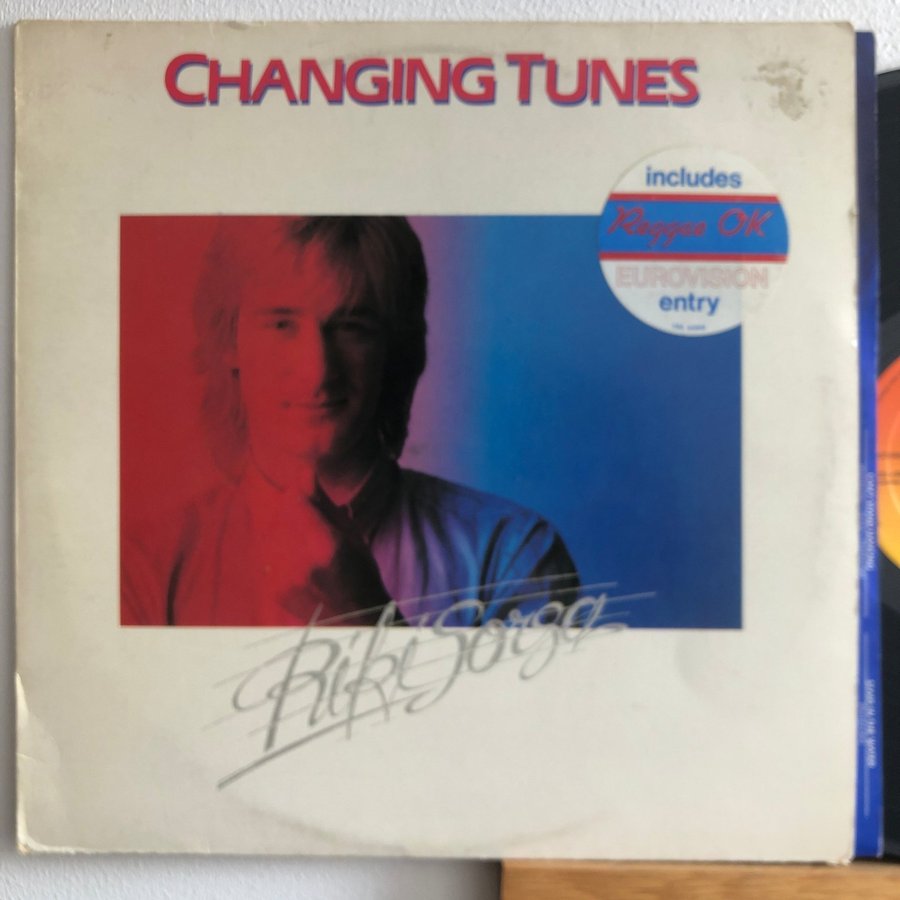 CHANGING TUNES
includes
Reggae OK
EUROVISION
entry
Riki Sorsa